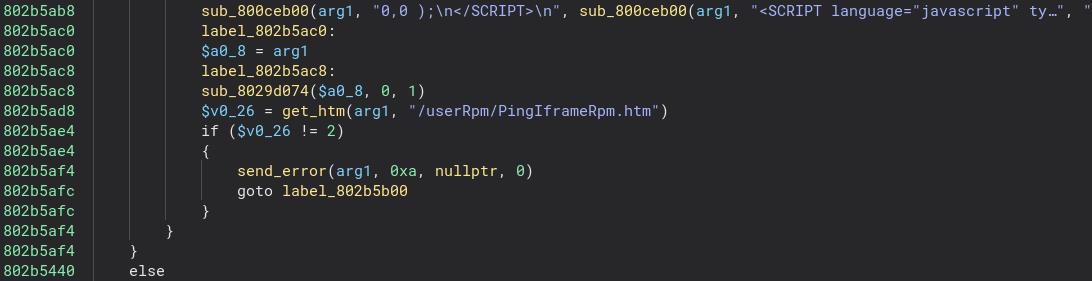 802b5ab8 sub_800ceb00(arg1, "0,0 );\n</SCRIPT>\n", sub_800ceb00(arg1, "<SCRIPT language="javascript" ty…", "
802b5ac0 label_802b5ac0:
802b5ac0 $a0_8 = arg1
802b5ac8 label_802b5ac8:
802b5ac8 sub_8029d074($a0_8, 0, 1)
802b5ad8 $v0_26 = get_htm(arg1, "/userRpm/PingIframeRpm.htm")
802b5ae4 if ($v0_26 != 2)
802b5ae4 {
802b5af4 send_error(arg1, 0xa, nullptr, 0)
802b5afc goto label_802b5b00
802b5afc }
802b5af4 }
802b5af4 }
802b5440 else